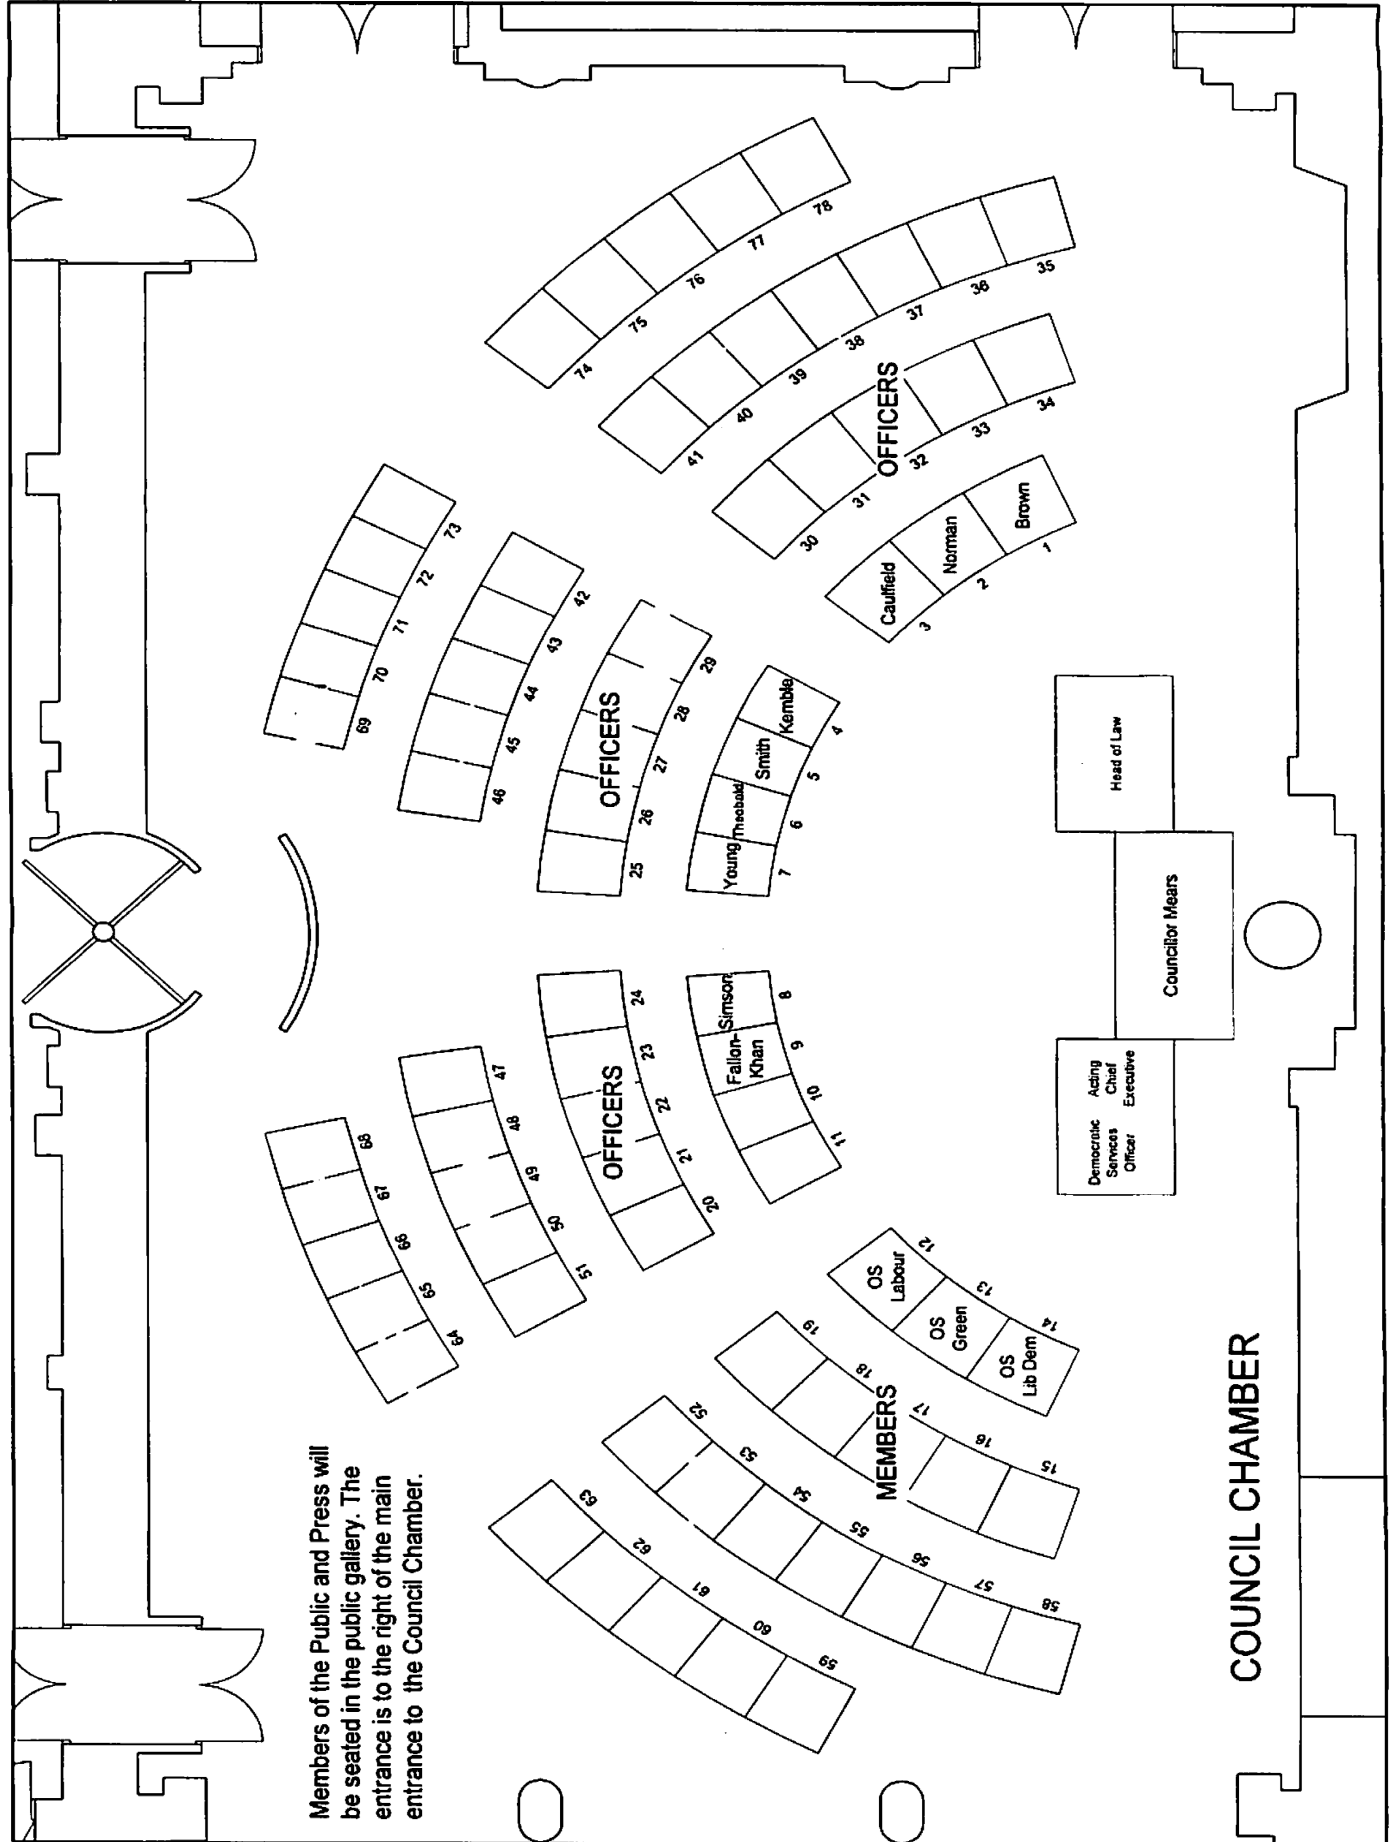 Members of the Public and Press will
be seated in the public gallery. The
entrance is to the right of the main
entrance to the Council Chamber.
64
65
66
67
68
69
70
71
72
73
51
50
49
48
47
46
45
44
43
42
OFFICERS
20
21
22
23
24
OFFICERS
25
26
27
28
29
11
10
Fallon-
Khan
9
Simson
8
Young
7
Theobald
6
Smith
5
Kemble
4
63
62
61
60
59
52
53
54
55
56
57
58
MEMBERS
19
18
17
16
15
OS
Labour
12
OS
Green
13
OS
Lib Dem
14
74
75
76
77
78
41
40
39
38
37
36
35
OFFICERS
30
31
32
33
34
Caulfield
3
Norman
2
Brown
1
Democratic
Services
Officer
Acting
Chief
Executive
Councillor Mears
Head of Law
COUNCIL CHAMBER